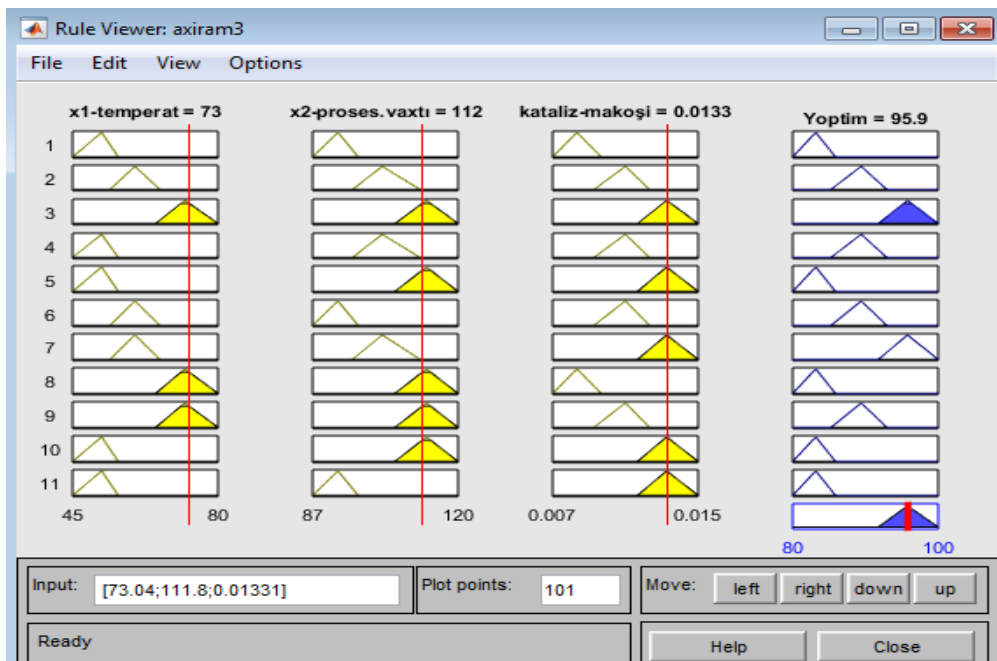 Rule Viewer: axiram3
File Edit View Options
x1-temperat = 73 x2-proses.vaxtı = 112 kataliz-makoşi = 0.0133 Yoptim = 95.9
1
2
3
4
5
6
7
8
9
10
11
45 80 87 120 0.007 0.015
80 100
Input: [73.04;111.8;0.01331] Plot points: 101 Move: left right down up
Ready Help Close